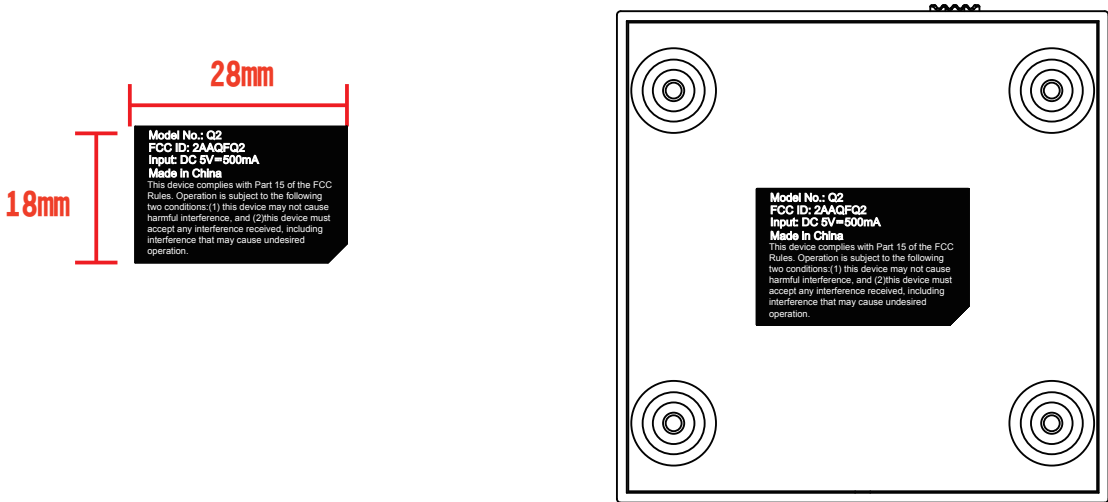 28mm
18mm
Model No.: Q2
FCC ID: 2AAQFQ2
Input: DC 5V=500mA
Made in China
This device complies with Part 15 of the FCC
Rules. Operation is subject to the following
two conditions:(1) this device may not cause
harmful interference, and (2)this device must
accept any interference received, including
interference that may cause undesired
operation.
Model No.: Q2
FCC ID: 2AAQFQ2
Input: DC 5V=500mA
Made in China
This device complies with Part 15 of the FCC
Rules. Operation is subject to the following
two conditions:(1) this device may not cause
harmful interference, and (2)this device must
accept any interference received, including
interference that may cause undesired
operation.